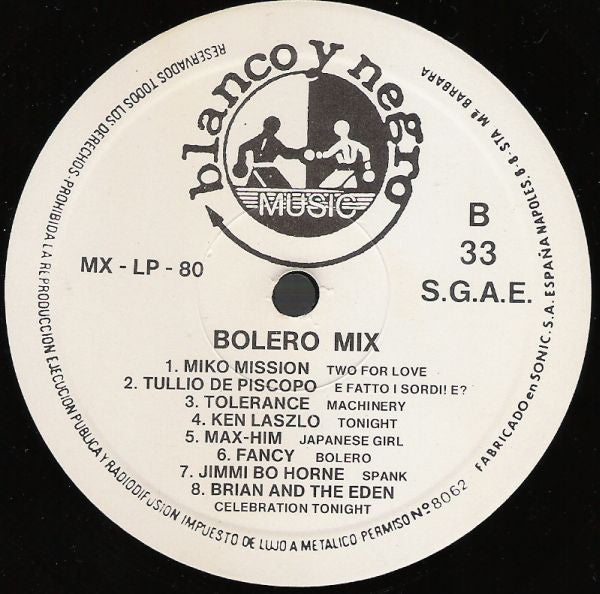 blanco y negro
MUSIC
B
33
S.G.A.E.
MX - LP - 80
BOLERO MIX
1. MIKO MISSION TWO FOR LOVE
2. TULLIO DE PISCOPO E FATTO I SORDI! E?
3. TOLERANCE MACHINERY
4. KEN LASZLO TONIGHT
5. MAX-HIM JAPANESE GIRL
6. FANCY BOLERO
7. JIMMI BO HORNE SPANK
8. BRIAN AND THE EDEN
CELEBRATION TONIGHT
RESERVADOS TODOS LOS DERECHOS-PROHIBIDA LA REPRODUCCION EJECUCION PUBLICA Y RADIODIFUSION IMPUESTO DE LUJO A METALICO PERMISO Nº 8062
FABRICADO en SONIC. S.A. ESPAÑA NAPOLES. 8-8-STA Mª BARBARA